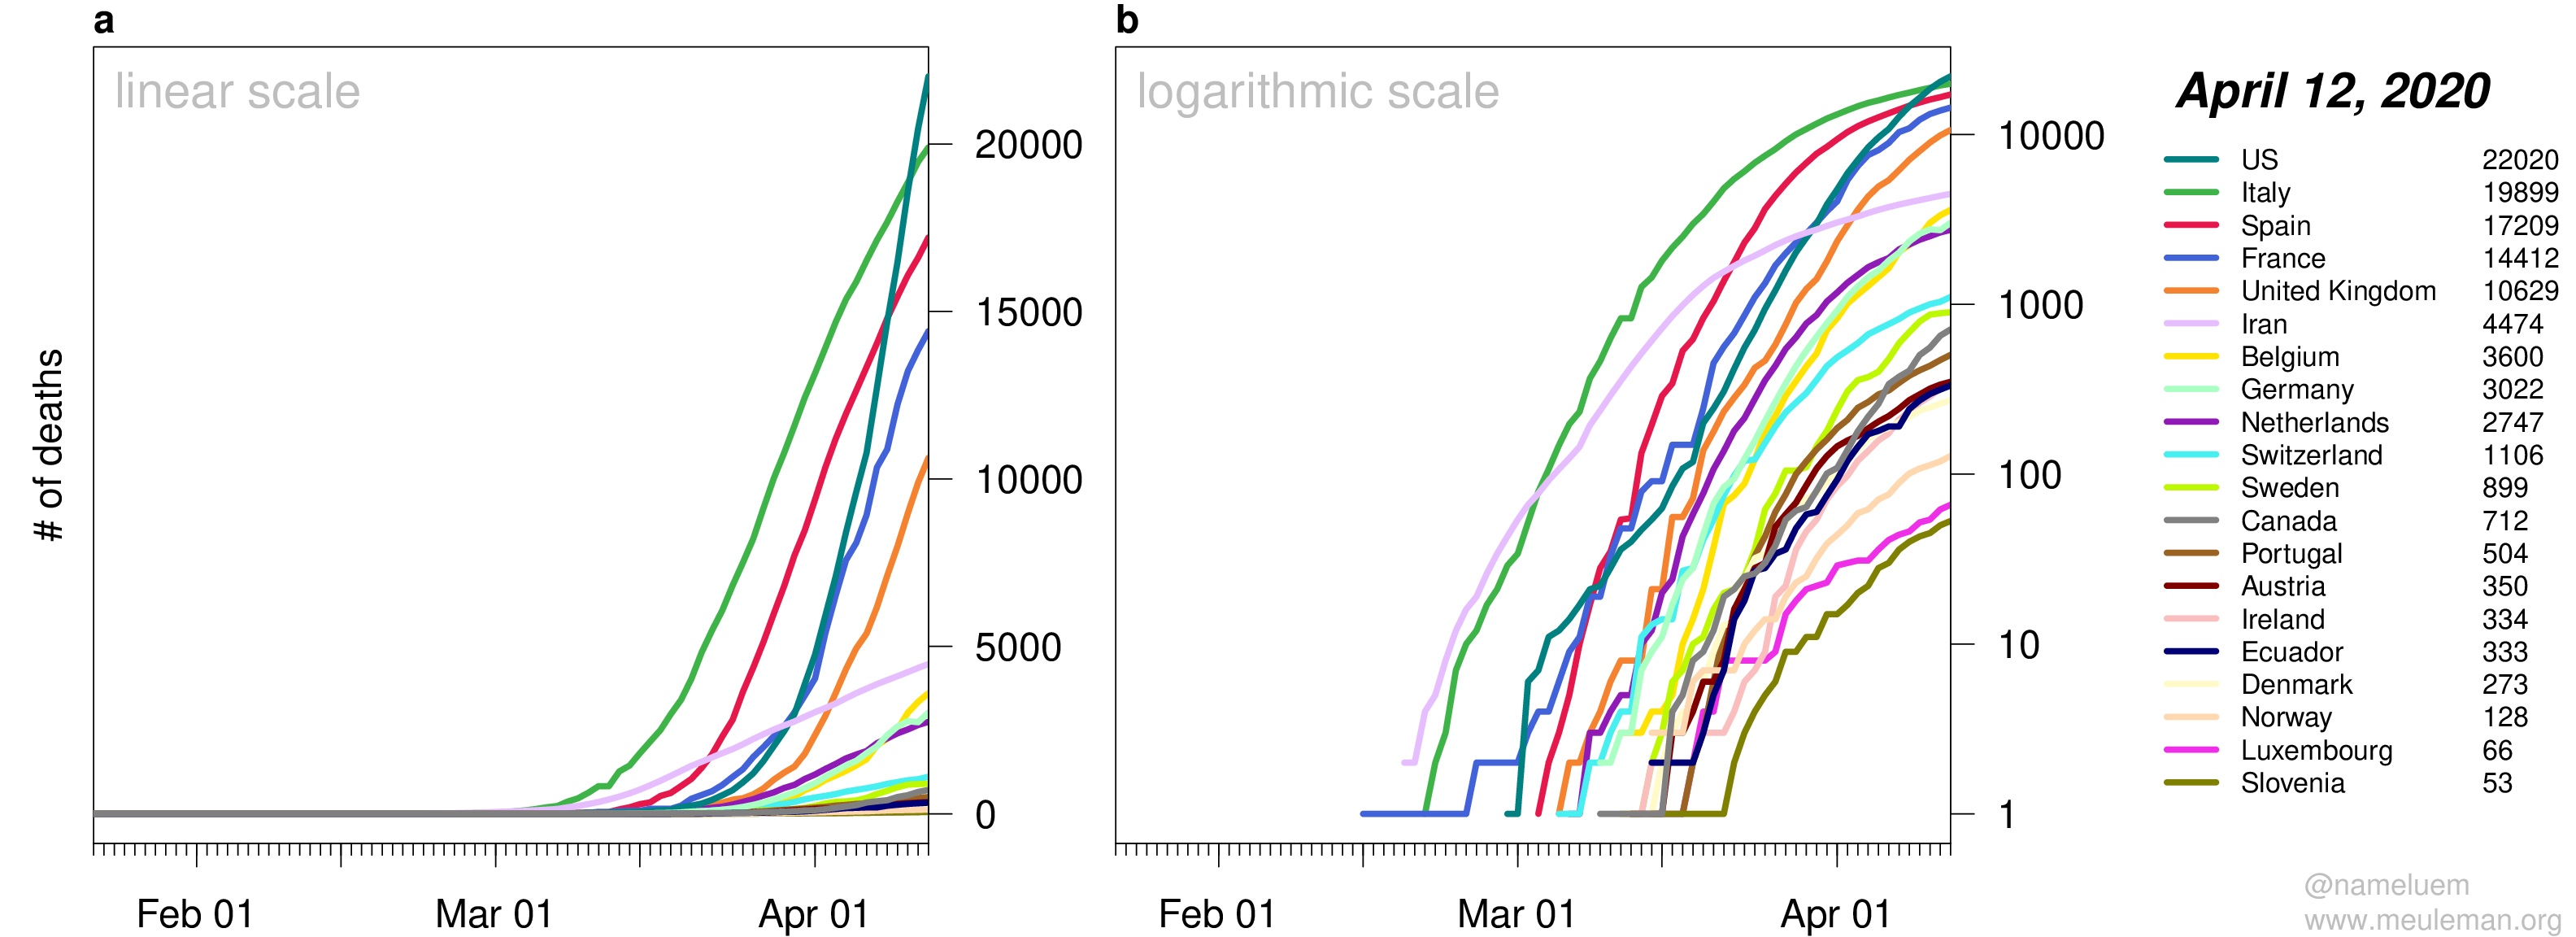 a
linear scale
# of deaths
20000
15000
10000
5000
0
Feb 01 Mar 01 Apr 01
b
logarithmic scale
10000
1000
100
10
1
Feb 01 Mar 01 Apr 01
April 12, 2020
US 22020
Italy 19899
Spain 17209
France 14412
United Kingdom 10629
Iran 4474
Belgium 3600
Germany 3022
Netherlands 2747
Switzerland 1106
Sweden 899
Canada 712
Portugal 504
Austria 350
Ireland 334
Ecuador 333
Denmark 273
Norway 128
Luxembourg 66
Slovenia 53
@nameluem
www.meuleman.org